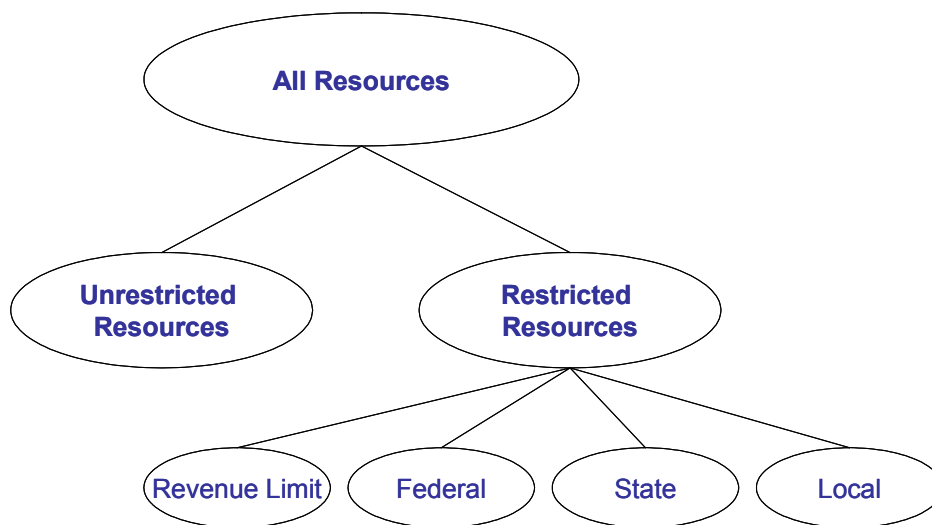 All Resources
Unrestricted
Resources
Restricted
Resources
Revenue Limit
Federal
State
Local